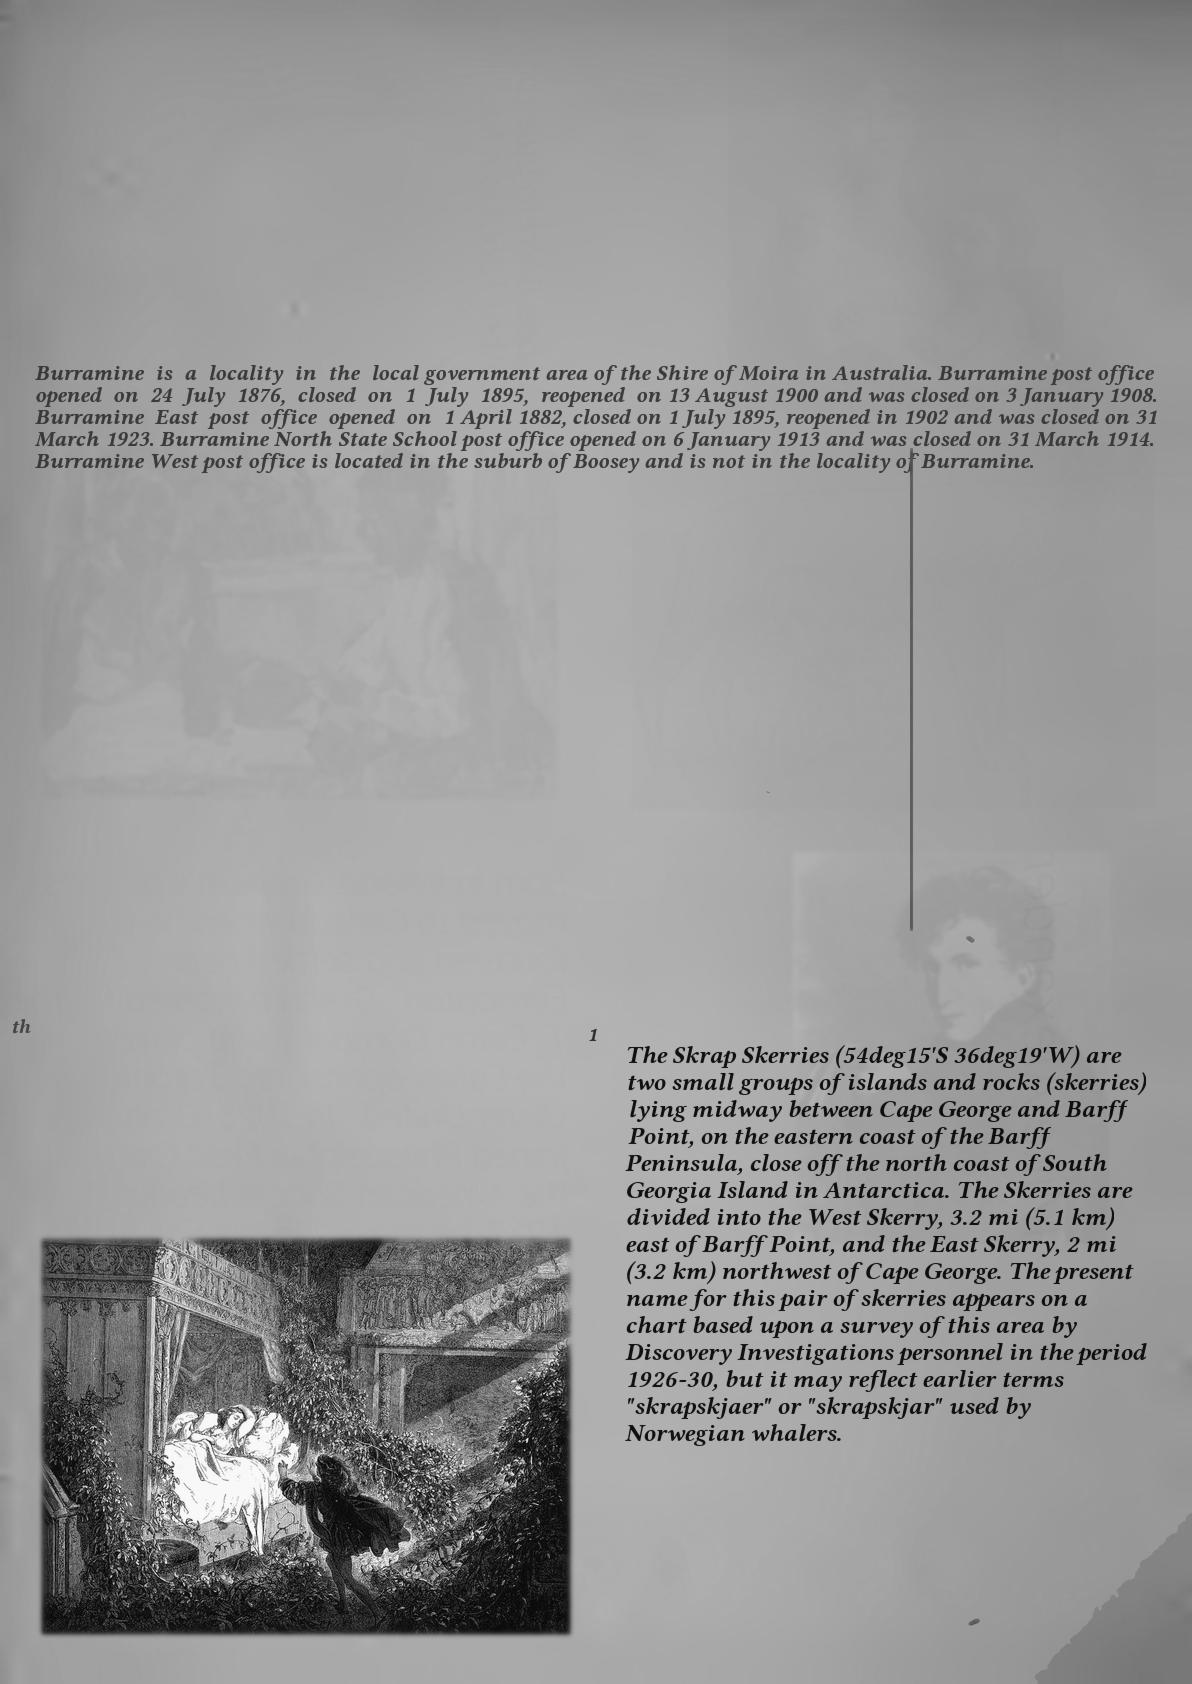 Burramine is a locality in the local government area of the Shire of Moira in Australia. Burramine post office
opened on 24 July 1876, closed on 1 July 1895, reopened on 13 August 1900 and was closed on 3 January 1908.
Burramine East post office opened on 1 April 1882, closed on 1 July 1895, reopened in 1902 and was closed on 31
March 1923. Burramine North State School post office opened on 6 January 1913 and was closed on 31 March 1914.
Burramine West post office is located in the suburb of Boosey and is not in the locality of Burramine.
th
1
The Skrap Skerries (54deg15'S 36deg19'W) are
two small groups of islands and rocks (skerries)
lying midway between Cape George and Barff
Point, on the eastern coast of the Barff
Peninsula, close off the north coast of South
Georgia Island in Antarctica. The Skerries are
divided into the West Skerry, 3.2 mi (5.1 km)
east of Barff Point, and the East Skerry, 2 mi
(3.2 km) northwest of Cape George. The present
name for this pair of skerries appears on a
chart based upon a survey of this area by
Discovery Investigations personnel in the period
1926-30, but it may reflect earlier terms
"skrapskjaer" or "skrapskjar" used by
Norwegian whalers.